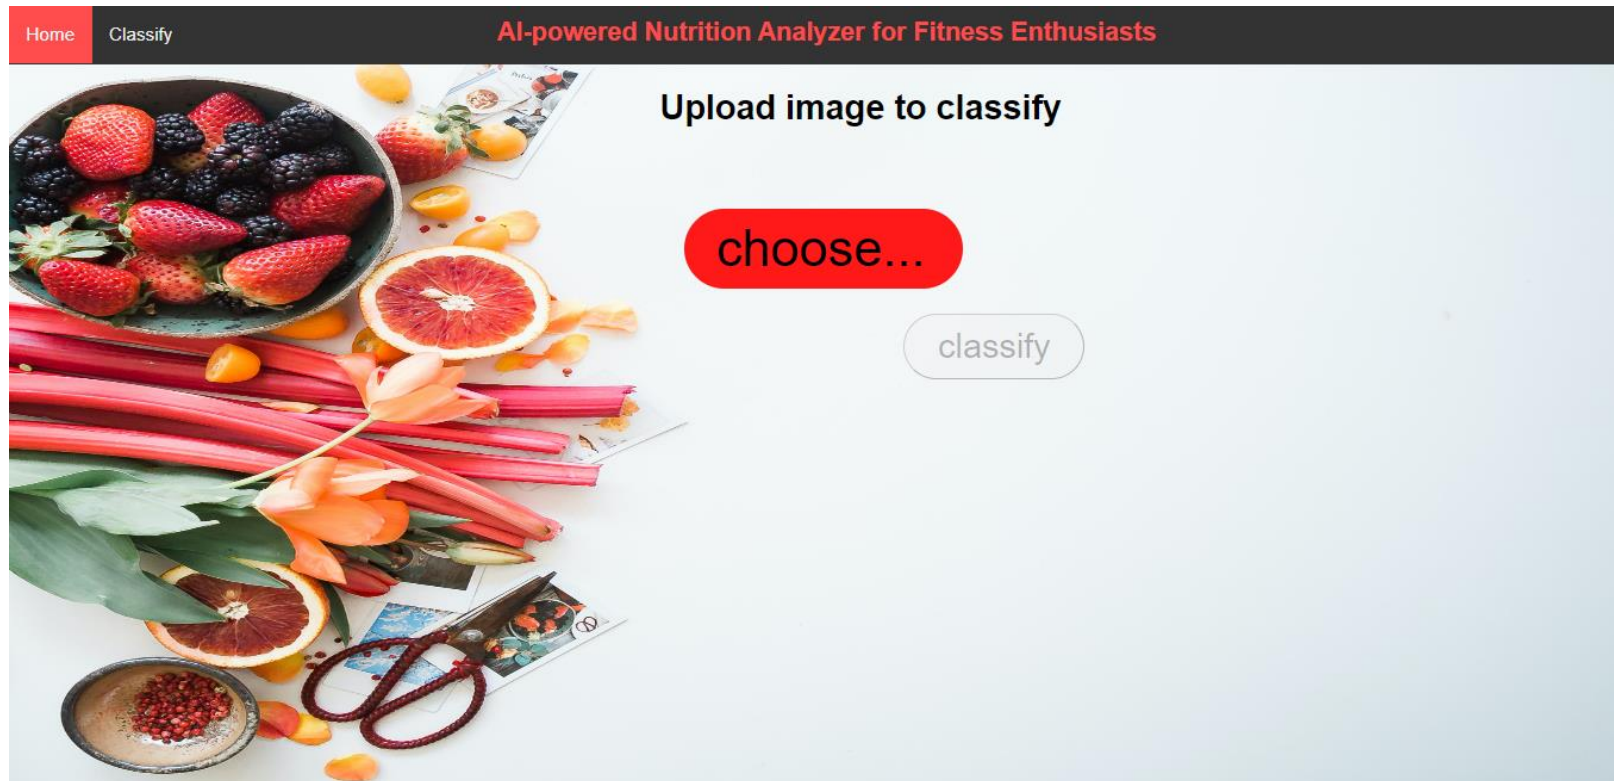 Home
Classify
AI-powered Nutrition Analyzer for Fitness Enthusiasts
Upload image to classify
choose...
classify